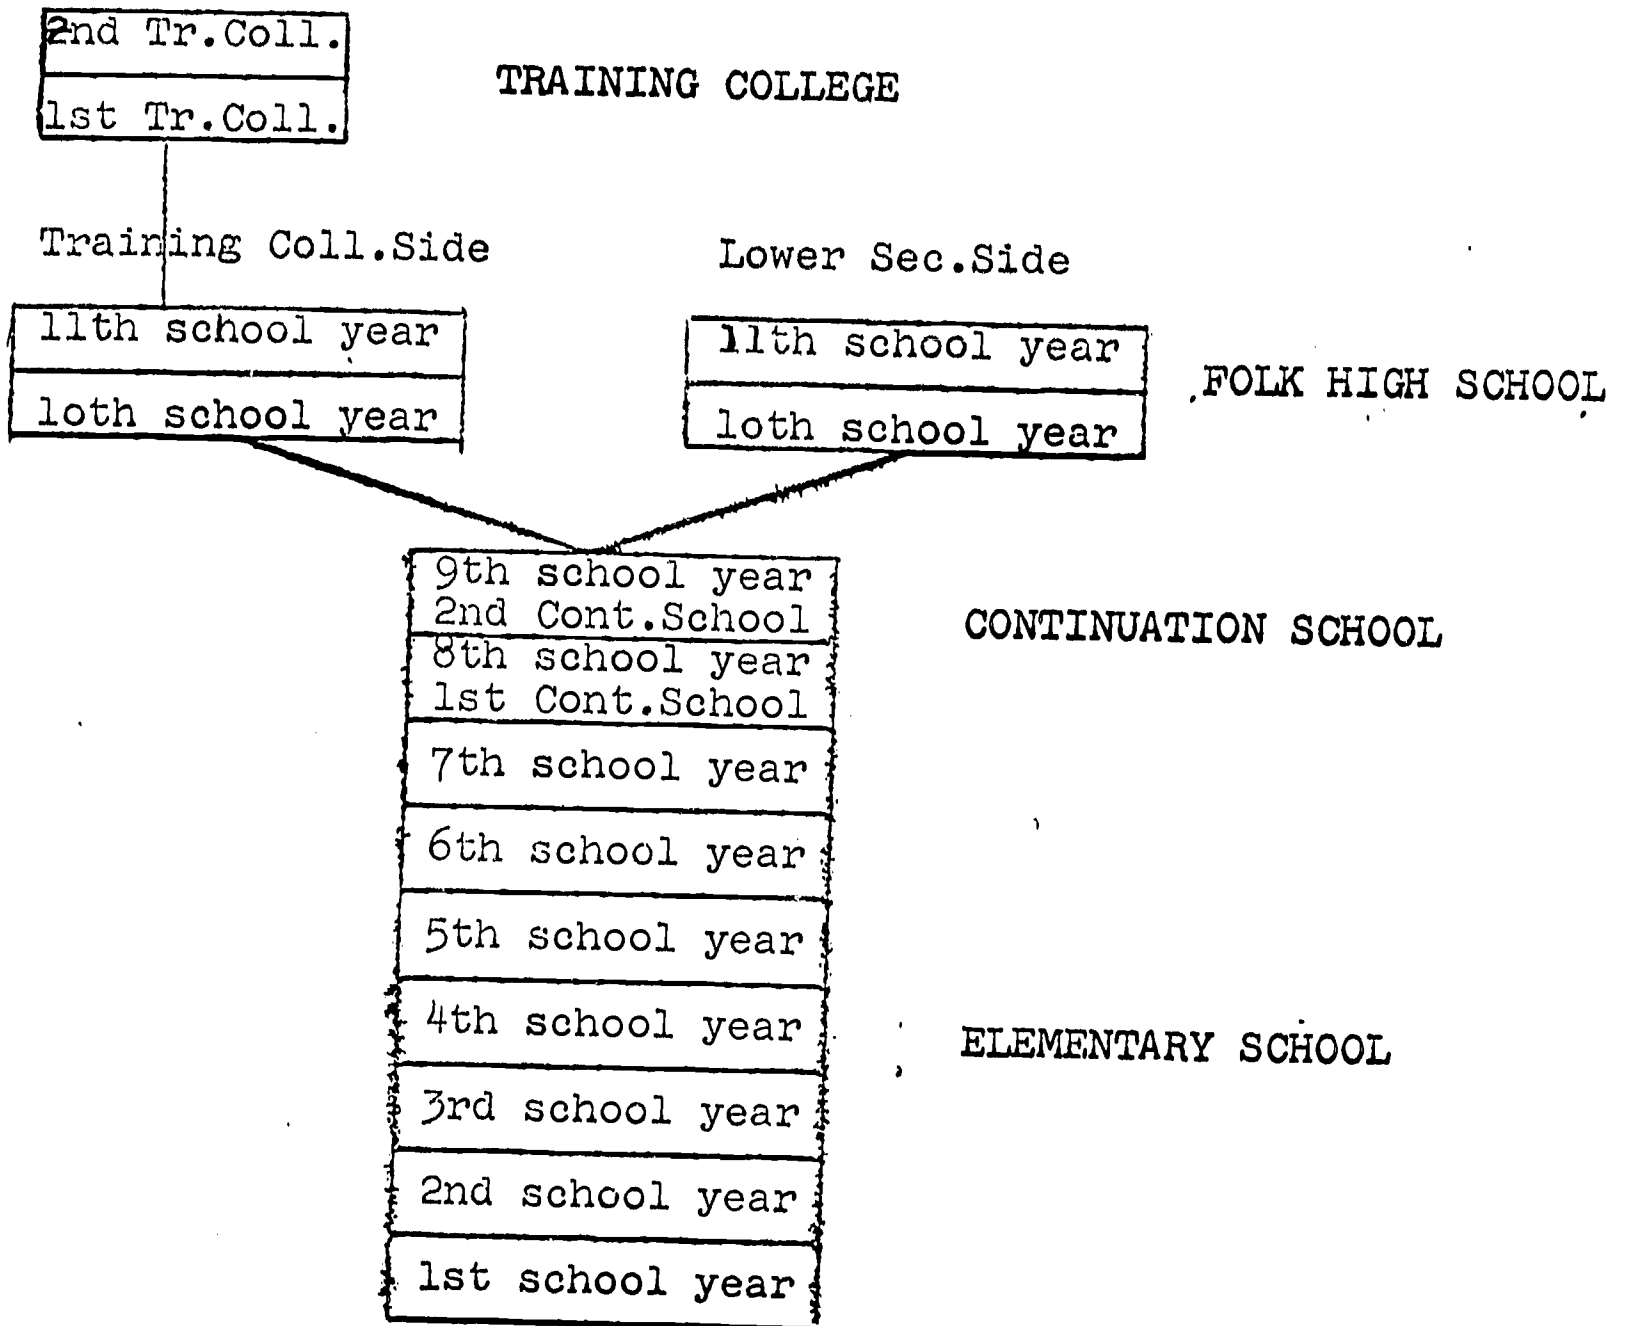 2nd Tr.Coll.
TRAINING COLLEGE
1st Tr.Coll.
Training Coll.Side
Lower Sec.Side
11th school year
11th school year
FOLK HIGH SCHOOL
loth school year
loth school year
9th school year
2nd Cont.School
CONTINUATION SCHOOL
8th school year
1st Cont.School
7th school year
6th school year
5th school year
4th school year
ELEMENTARY SCHOOL
3rd school year
2nd school year
1st school year